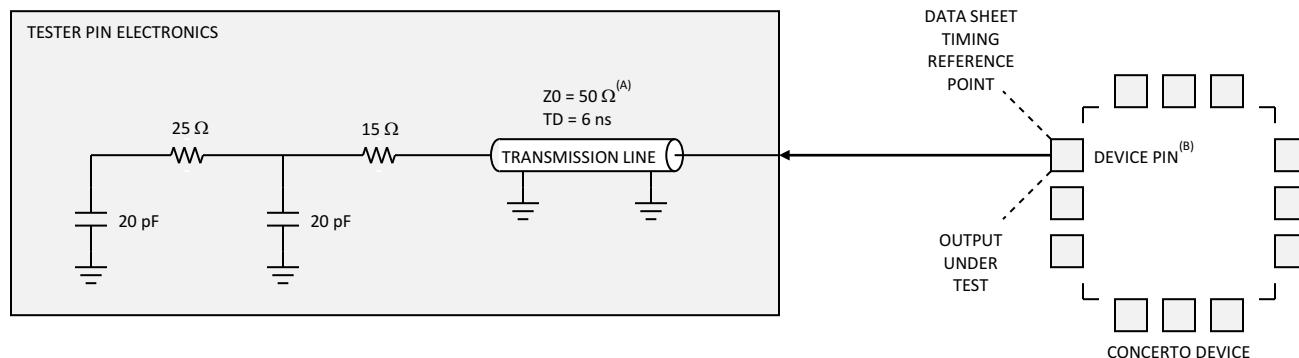 TESTER PIN ELECTRONICS
DATA SHEET
TIMING
REFERENCE
POINT
Z0 = 50 Ω(A)
TD = 6 ns
25 Ω
15 Ω
TRANSMISSION LINE
DEVICE PIN(B)
20 pF
20 pF
OUTPUT
UNDER
TEST
CONCERTO DEVICE